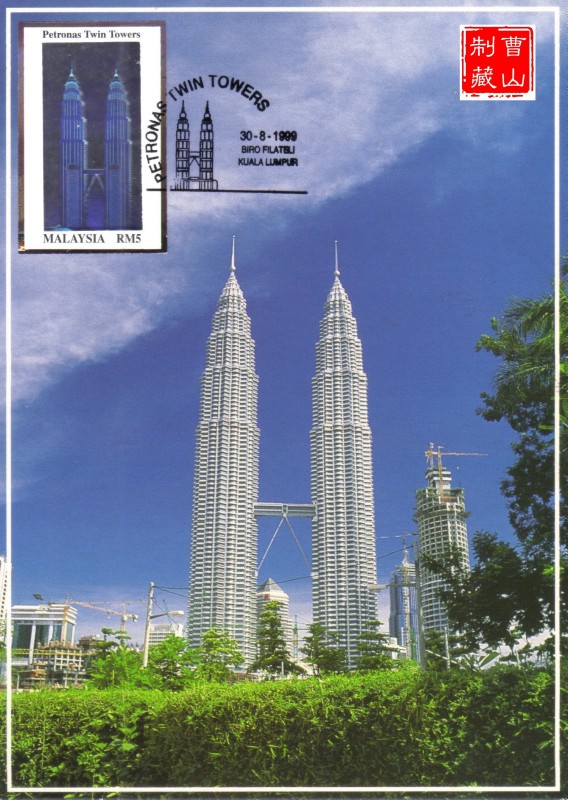 Petronas Twin Towers
MALAYSIA RM5
PETRONAS TWIN TOWERS
30-8-1999
BIRO FILATELI
KUALA LUMPUR
曹山
制藏